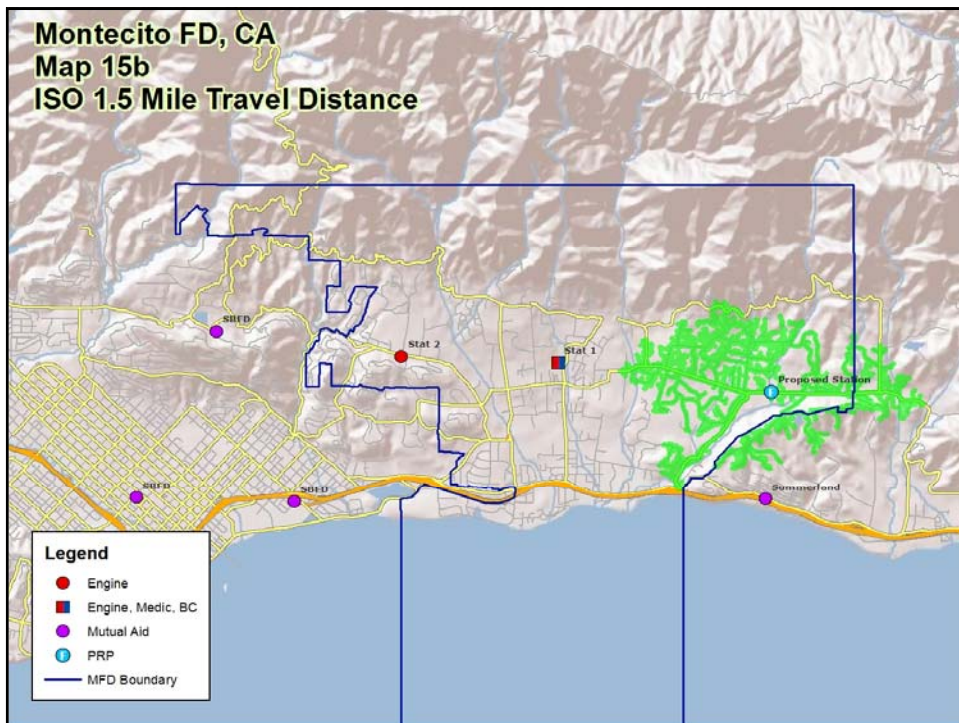 Montecito FD, CA
Map 15b
ISO 1.5 Mile Travel Distance
SBFD
Stat 2
Stat 1
Proposed Station
SBFD
SBFD
Summerland
Legend
Engine
Engine, Medic, BC
Mutual Aid
PRP
MFD Boundary